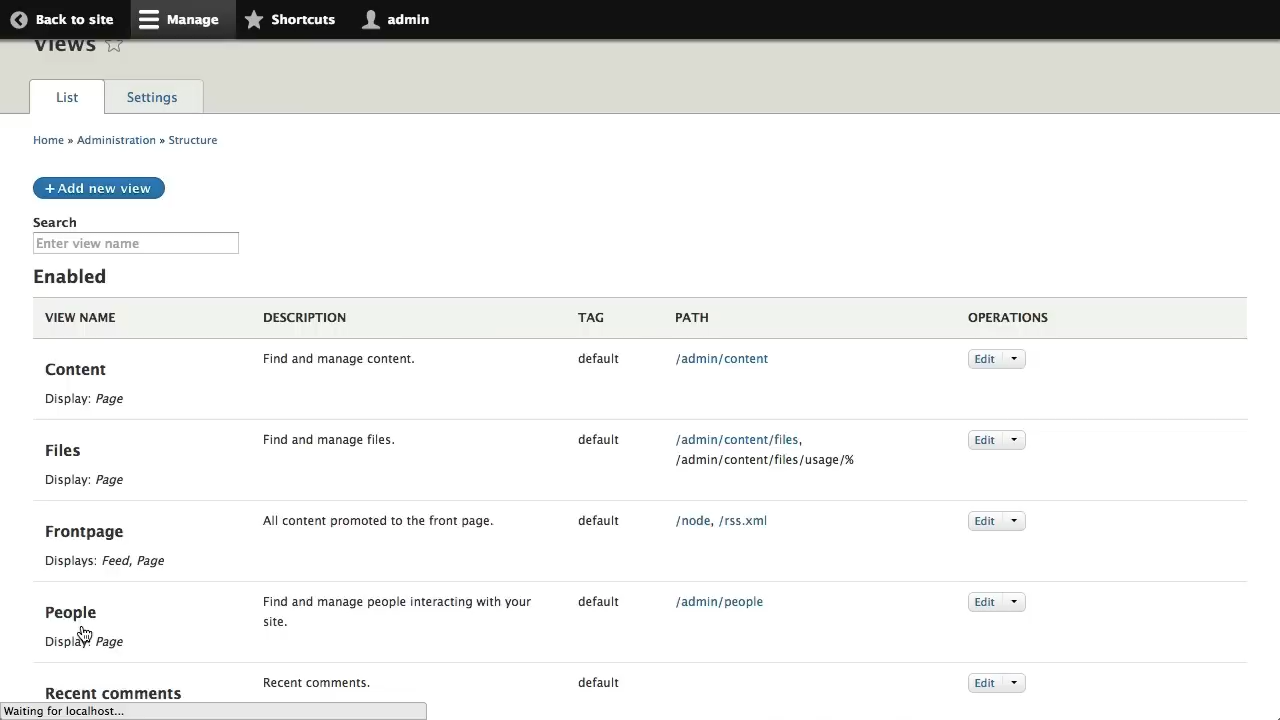 Back to site Manage Shortcuts admin
Views
List Settings
Home » Administration » Structure
+ Add new view
Search
Enter view name
Enabled
VIEW NAME DESCRIPTION TAG PATH OPERATIONS
Content Find and manage content. default /admin/content Edit
Display: Page
Files Find and manage files. default /admin/content/files, Edit
/admin/content/files/usage/%
Display: Page
Frontpage All content promoted to the front page. default /node, /rss.xml Edit
Displays: Feed, Page
People Find and manage people interacting with your default /admin/people Edit
site.
Display: Page
Recent comments Recent comments. default Edit
Waiting for localhost...